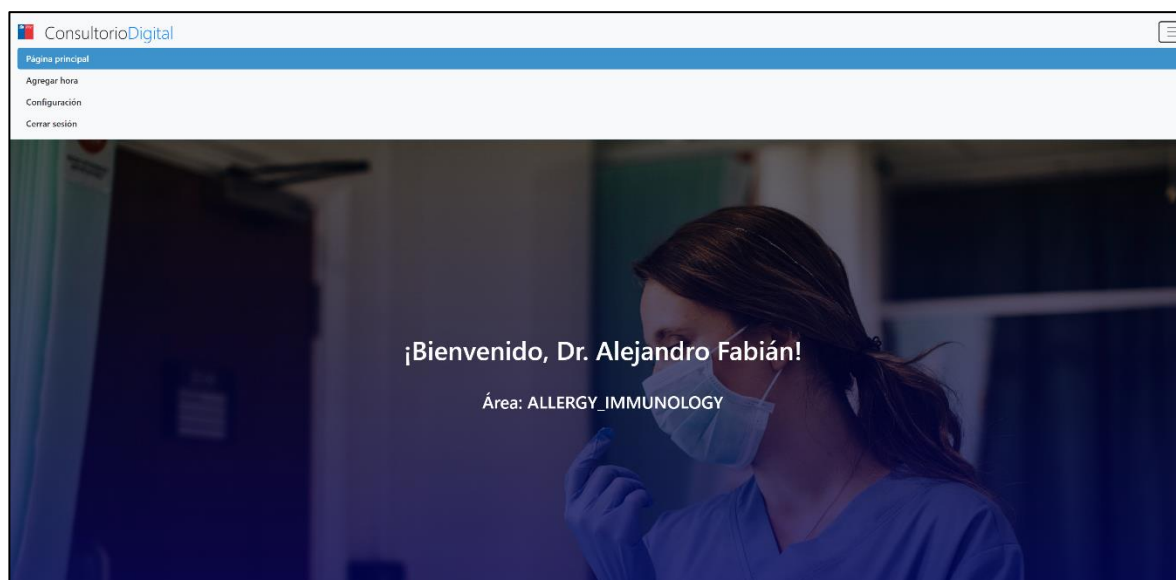 ConsultorioDigital
Página principal
Agregar hora
Configuración
Cerrar sesión
¡Bienvenido, Dr. Alejandro Fabián!
Área: ALLERGY_IMMUNOLOGY